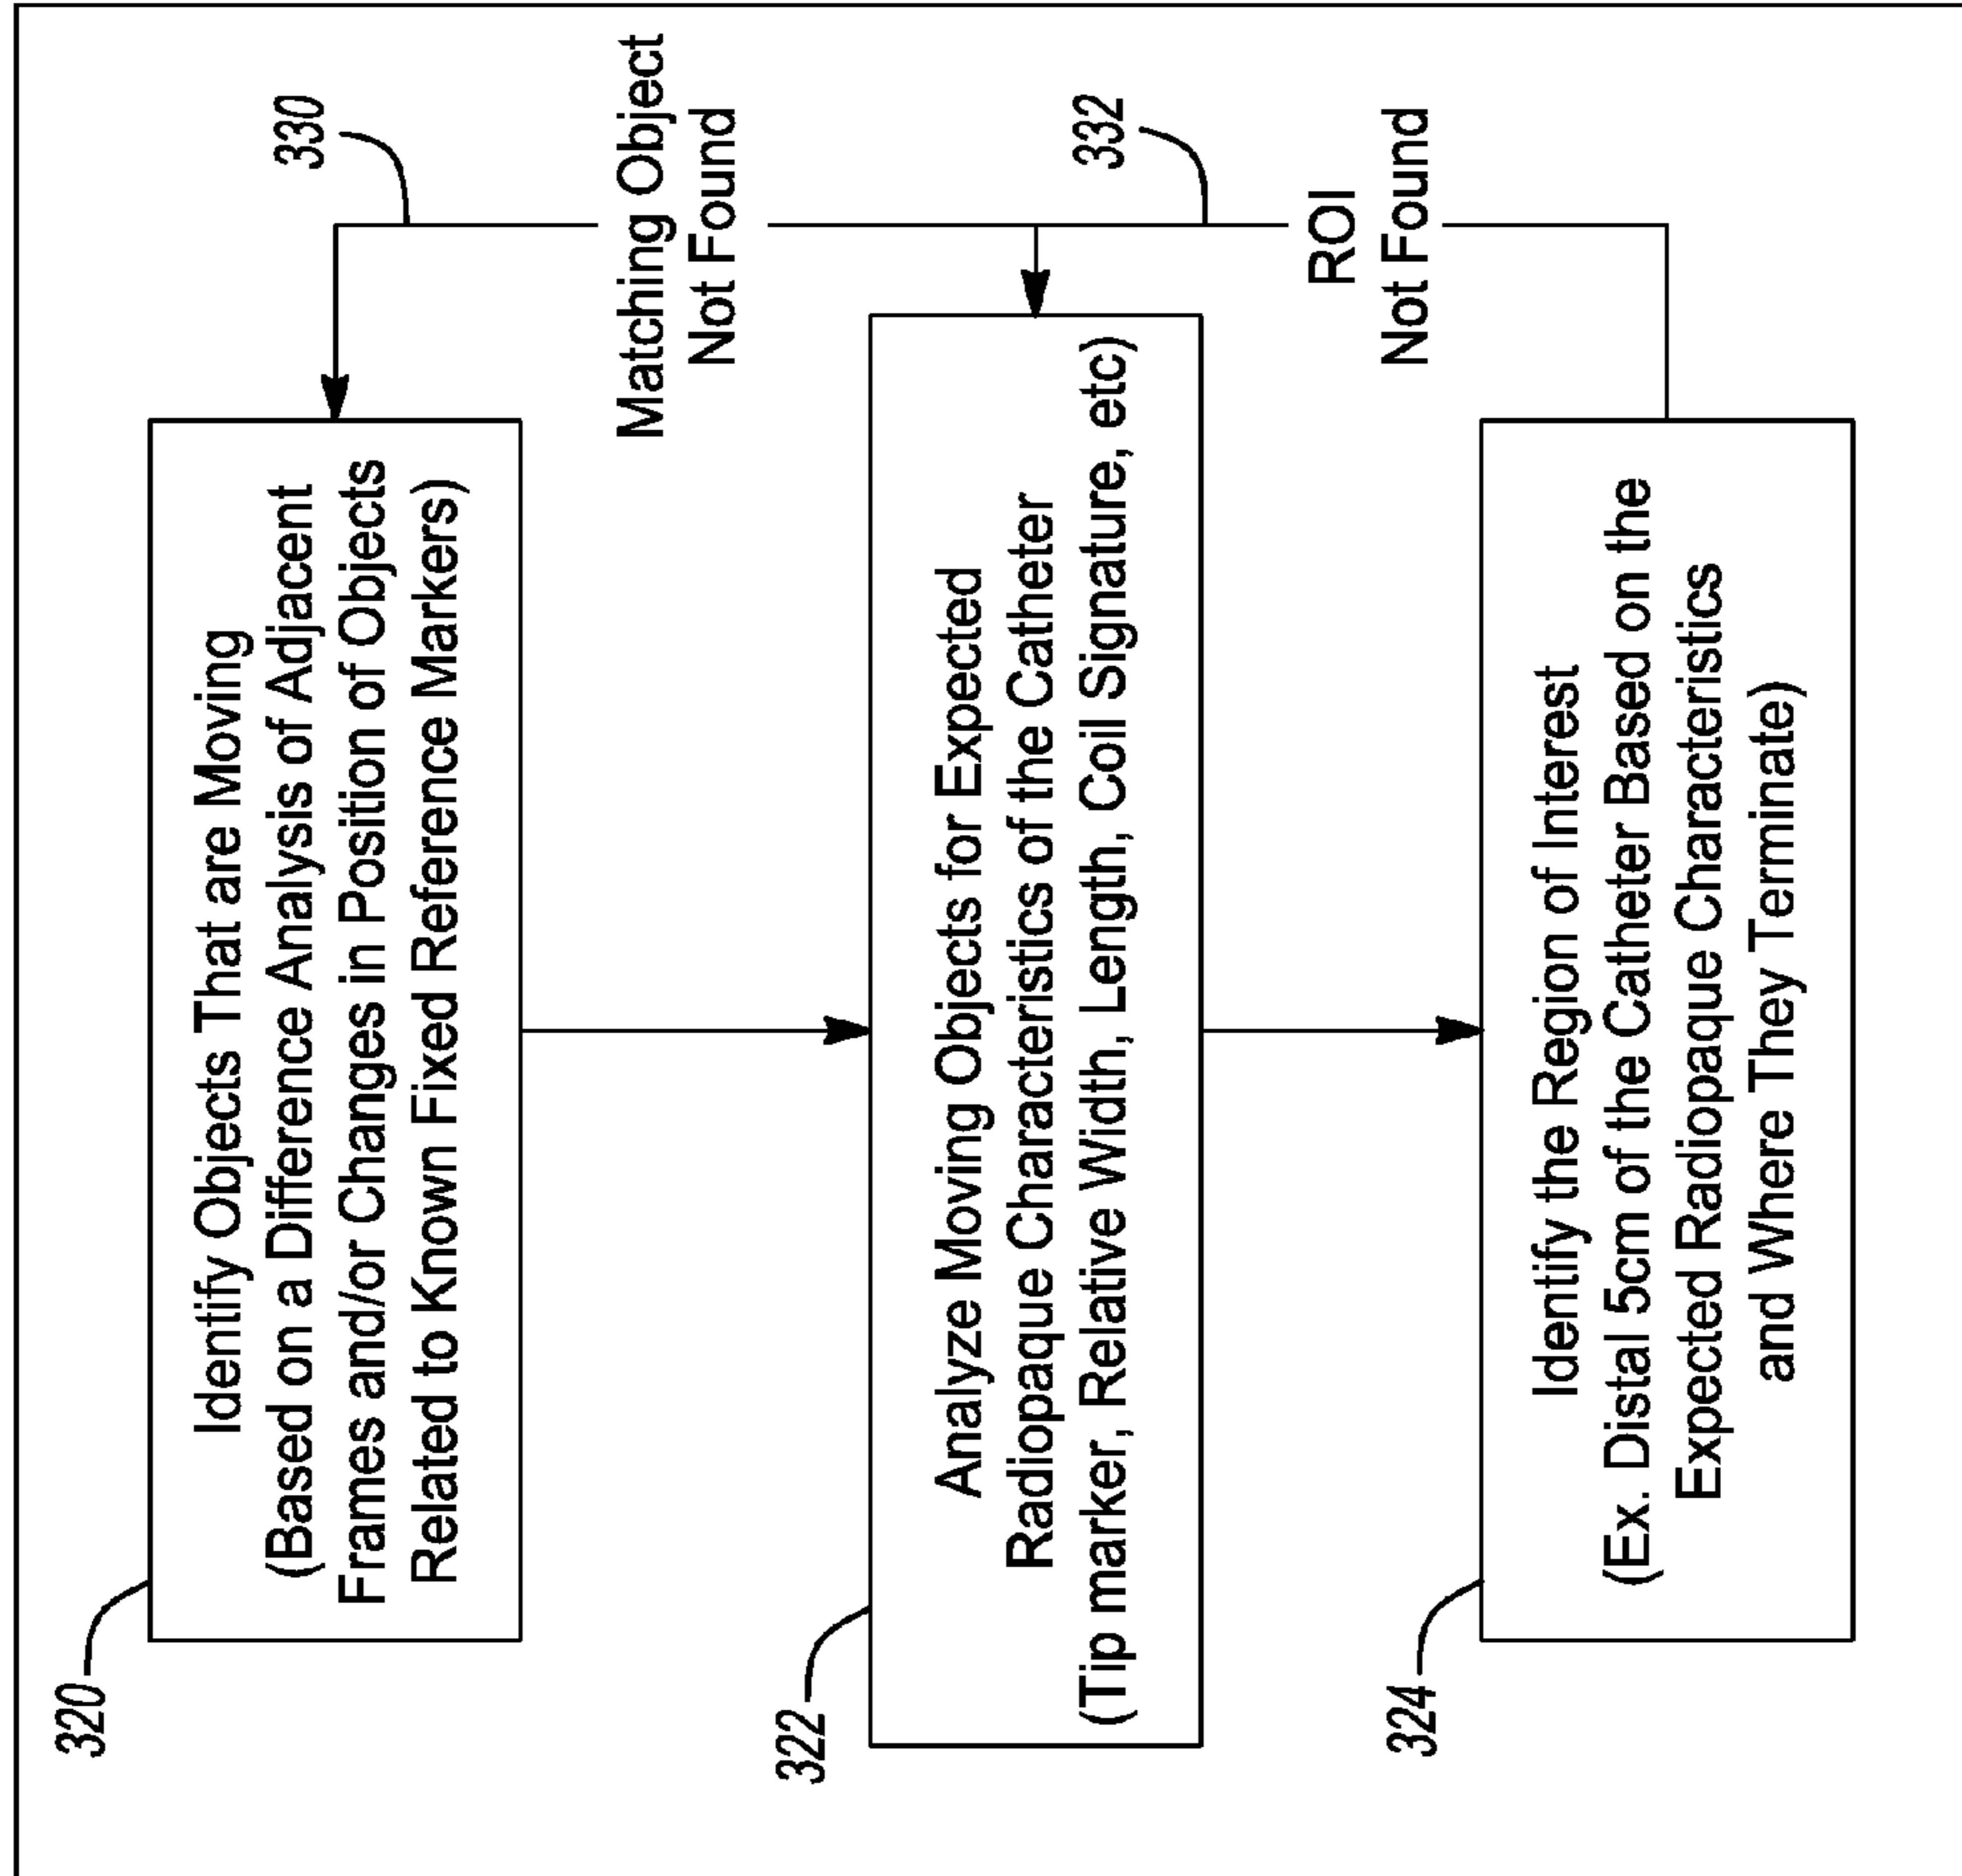 320
Identify Objects That are Moving
(Based on a Difference Analysis of Adjacent
Frames and/or Changes in Position of Objects
Related to Known Fixed Reference Markers)
330
Matching Object
Not Found
322
Analyze Moving Objects for Expected
Radiopaque Characteristics of the Catheter
(Tip marker, Relative Width, Length, Coil Signature, etc)
332
ROI
Not Found
324
Identify the Region of Interest
(Ex. Distal 5cm of the Catheter Based on the
Expected Radiopaque Characteristics
and Where They Terminate)